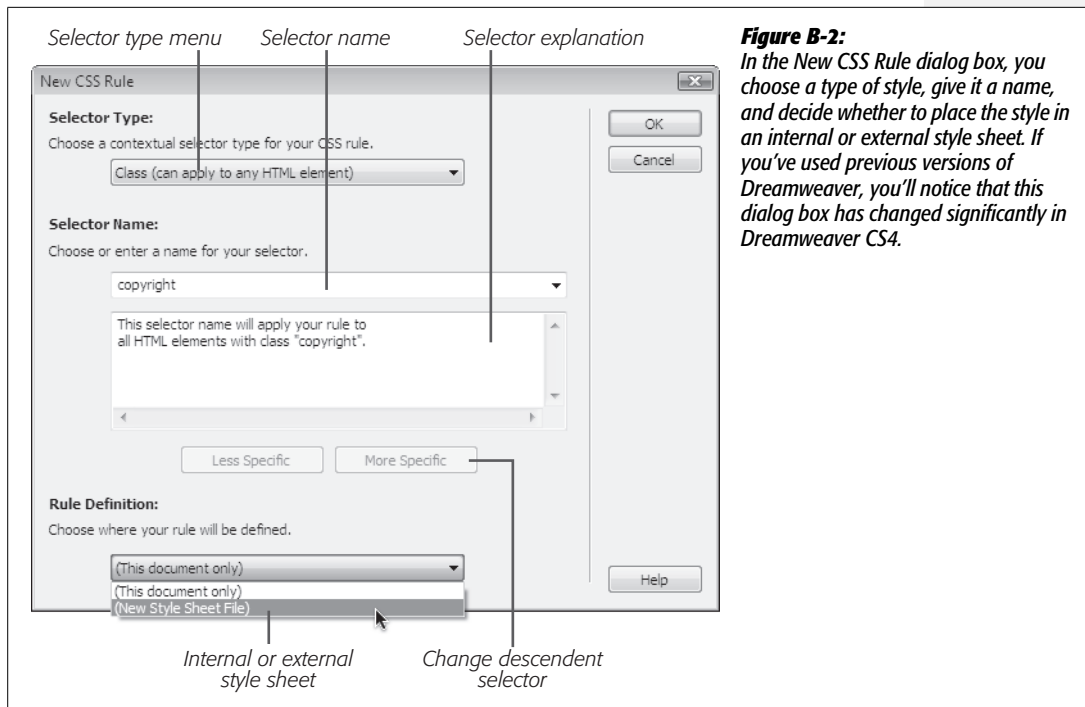 Selector type menu
Selector name
Selector explanation
New CSS Rule
Selector Type:
Choose a contextual selector type for your CSS rule.
Class (can apply to any HTML element)
Selector Name:
Choose or enter a name for your selector.
copyright
This selector name will apply your rule to
all HTML elements with class "copyright".
Less Specific
More Specific
Rule Definition:
Choose where your rule will be defined.
(This document only)
(This document only)
(New Style Sheet File)
OK
Cancel
Help
Internal or external
style sheet
Change descendent
selector
Figure B-2:
In the New CSS Rule dialog box, you
choose a type of style, give it a name,
and decide whether to place the style in
an internal or external style sheet. If
you've used previous versions of
Dreamweaver, you'll notice that this
dialog box has changed significantly in
Dreamweaver CS4.